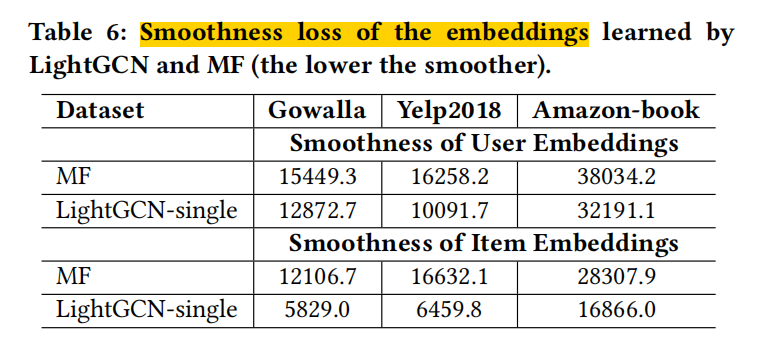 Table 6: Smoothness loss of the embeddings learned by
LightGCN and MF (the lower the smoother).
Dataset Gowalla Yelp2018 Amazon-book
Smoothness of User Embeddings
MF 15449.3 16258.2 38034.2
LightGCN-single 12872.7 10091.7 32191.1
Smoothness of Item Embeddings
MF 12106.7 16632.1 28307.9
LightGCN-single 5829.0 6459.8 16866.0